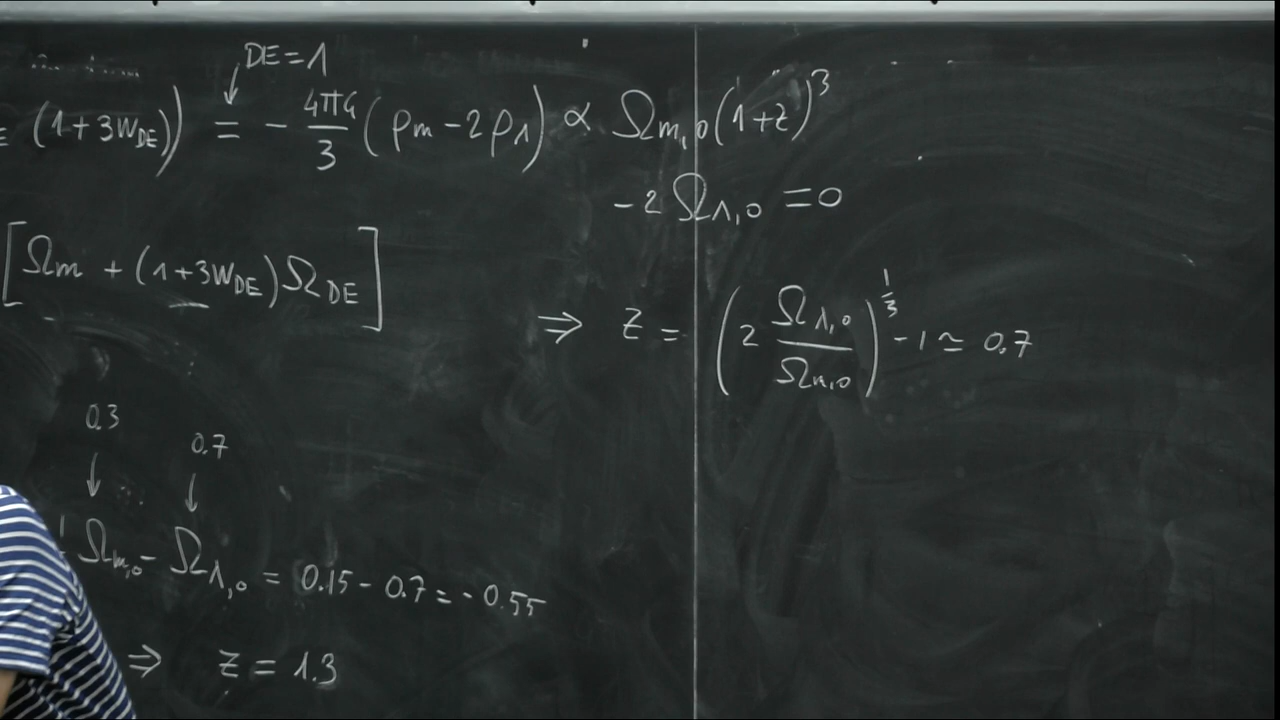 DE = Λ
E (1+3w_DE)) = - 4πG/3 (ρm - 2ρΛ) ∝ Ωm,0 (1+z)^3
- 2 ΩΛ,0 = 0
[Ωm + (1+3w_DE) Ω_DE]
⇒ z = (2 ΩΛ,0 / Ωm,0)^(1/3) - 1 ≃ 0.7
0.3
0.7
Ωm,0 - ΩΛ,0 = 0.15 - 0.7 = - 0.55
⇒ z = 1.3